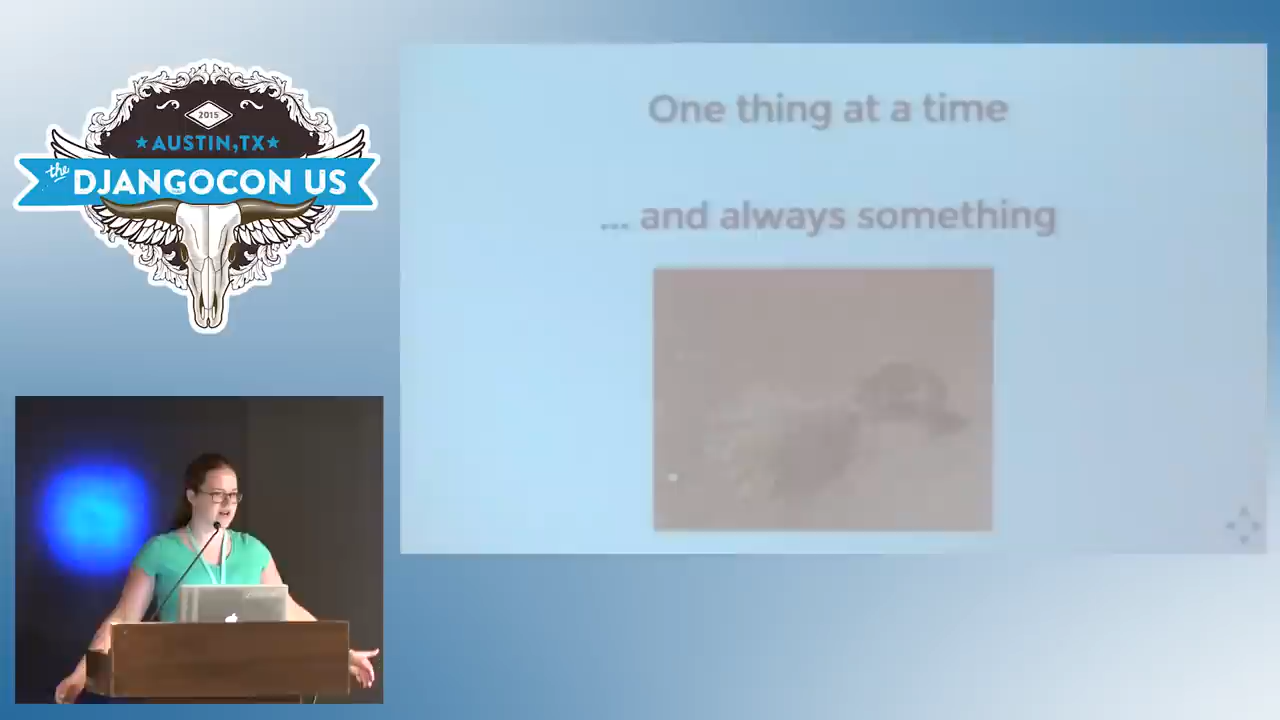 2015
AUSTIN,TX
the
DJANGOCON US
One thing at a time
... and always something